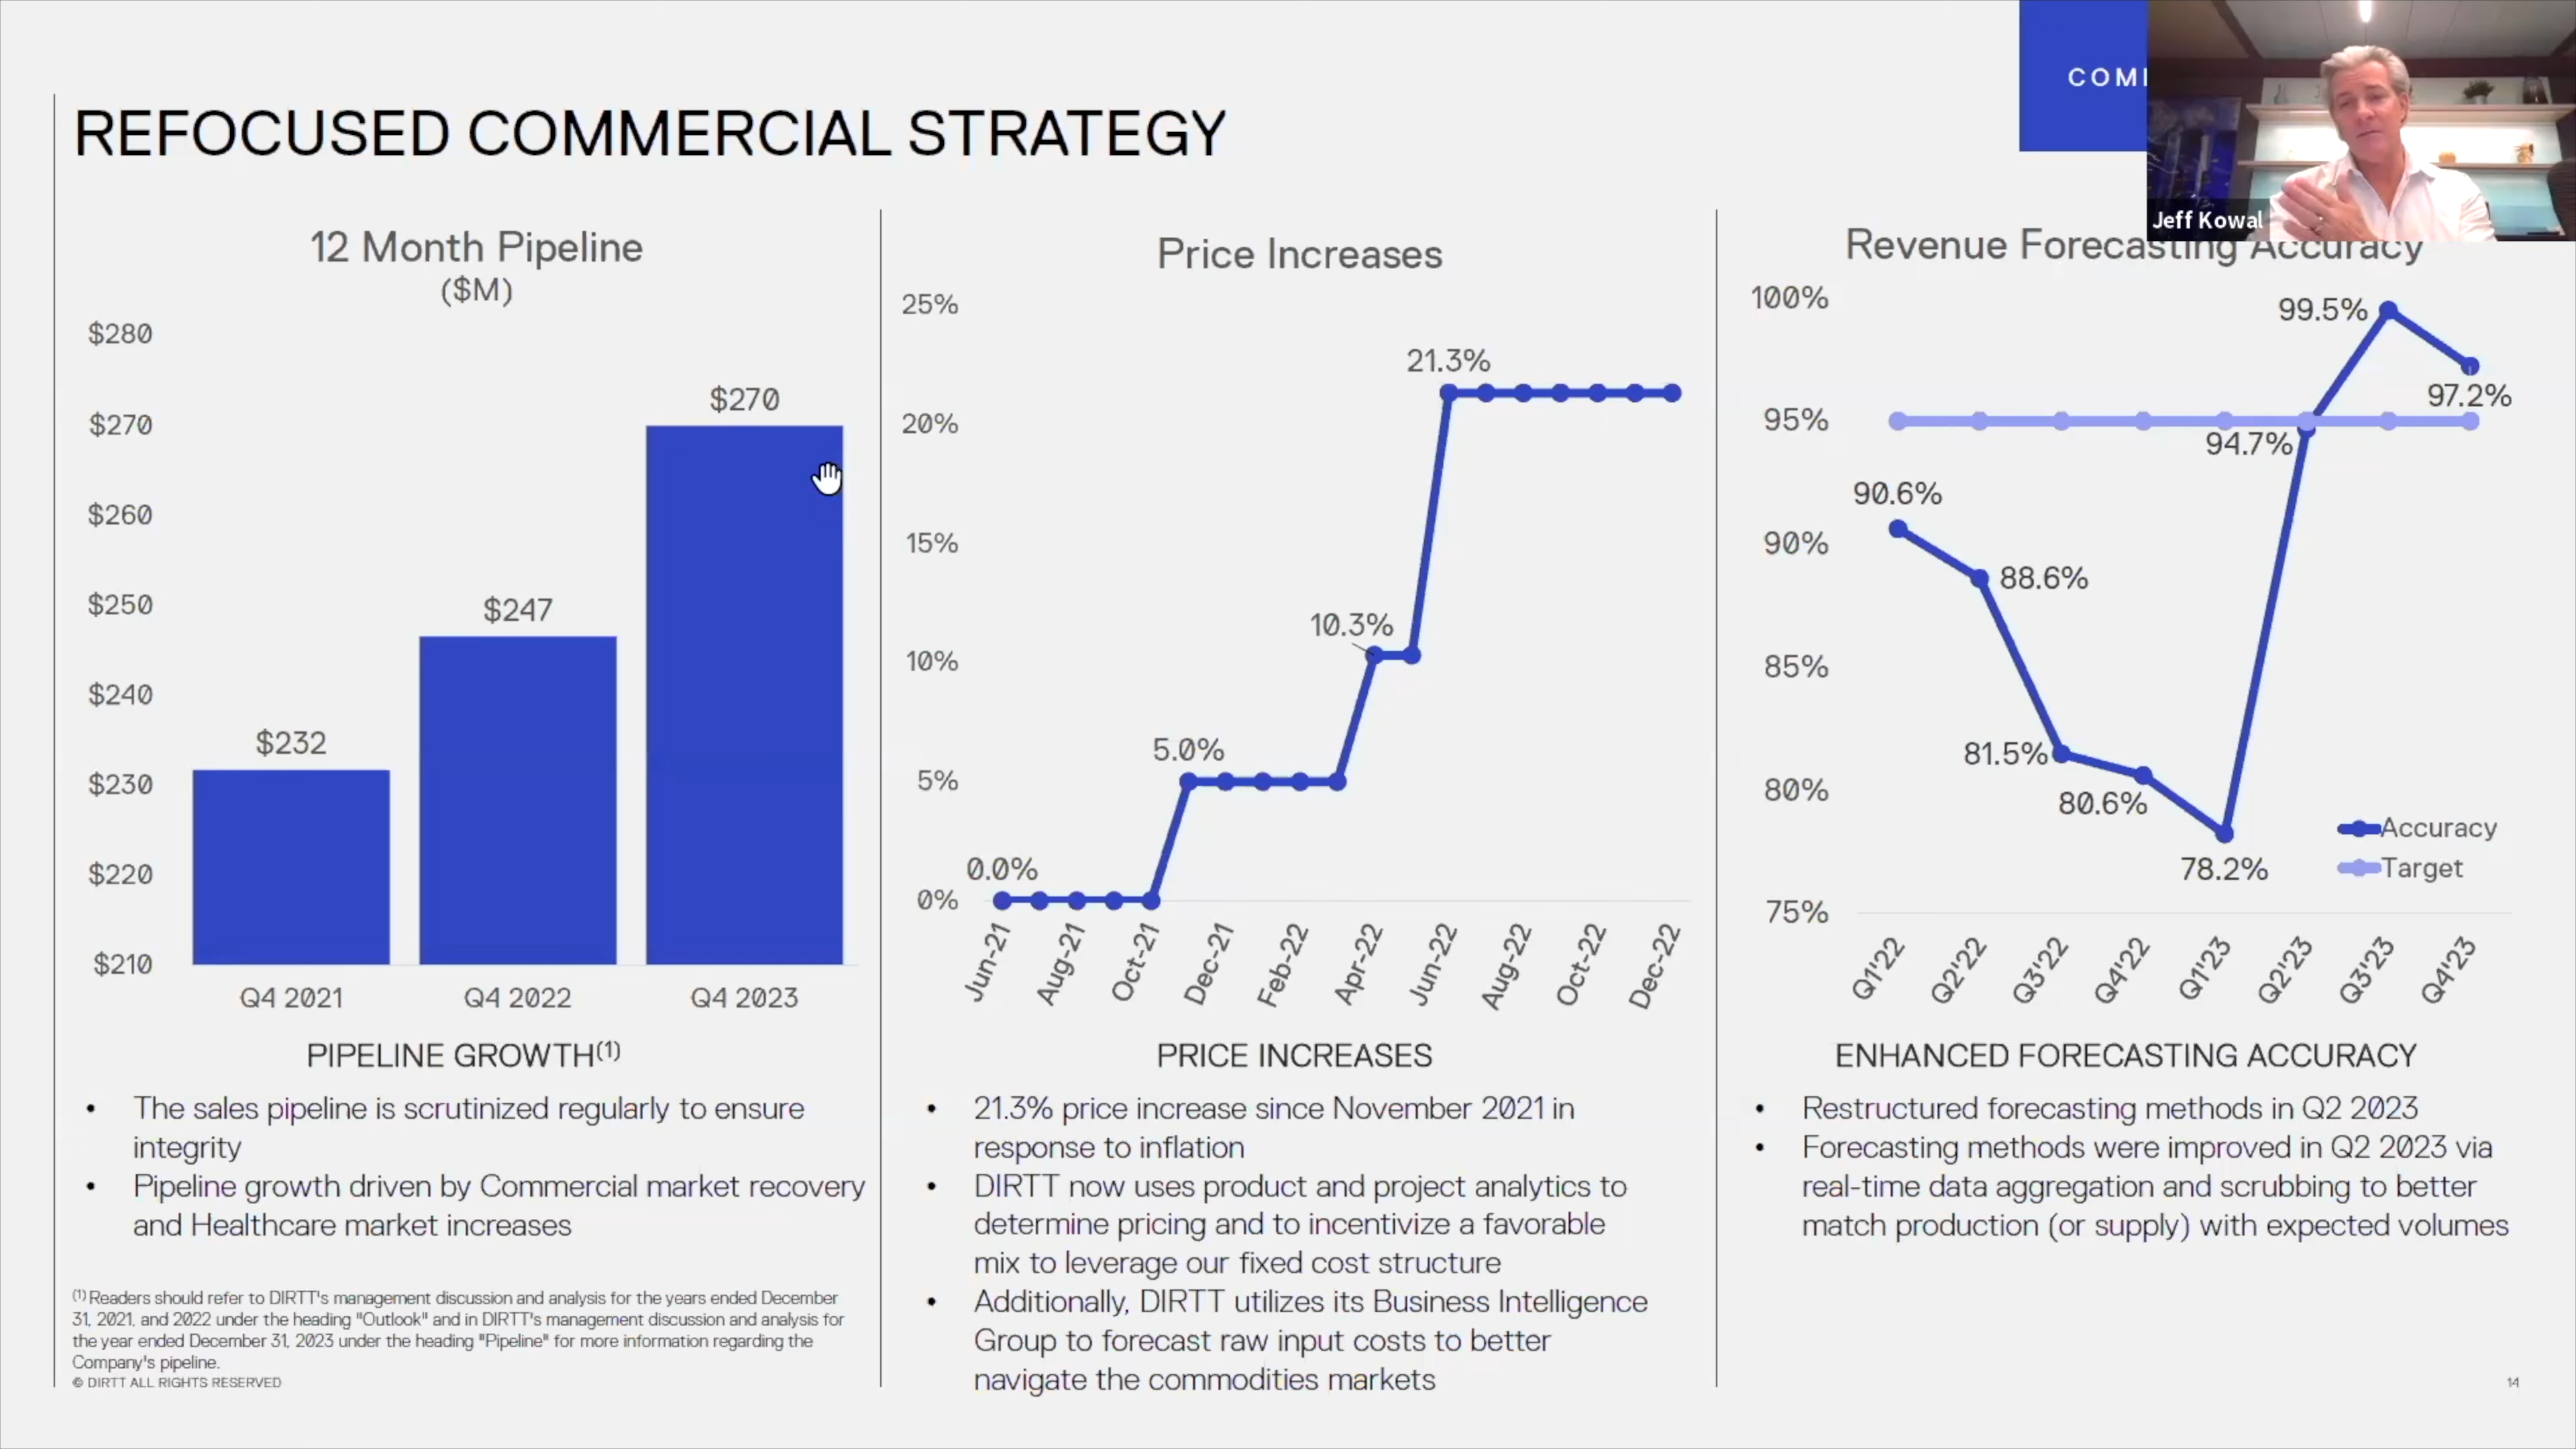 COM
Jeff Kowal
REFOCUSED COMMERCIAL STRATEGY
12 Month Pipeline
($M)
$280
$270
$260
$250
$240
$230
$220
$210
$232
$247
$270
Q4 2021
Q4 2022
Q4 2023
PIPELINE GROWTH(1)
• The sales pipeline is scrutinized regularly to ensure
integrity
• Pipeline growth driven by Commercial market recovery
and Healthcare market increases
(1) Readers should refer to DIRTT's management discussion and analysis for the years ended December
31, 2021, and 2022 under the heading "Outlook" and in DIRTT's management discussion and analysis for
the year ended December 31, 2023 under the heading "Pipeline" for more information regarding the
Company's pipeline.
© DIRTT ALL RIGHTS RESERVED
Price Increases
25%
20%
15%
10%
5%
0%
0.0%
5.0%
10.3%
21.3%
Jun-21
Aug-21
Oct-21
Dec-21
Feb-22
Apr-22
Jun-22
Aug-22
Oct-22
Dec-22
PRICE INCREASES
• 21.3% price increase since November 2021 in
response to inflation
• DIRTT now uses product and project analytics to
determine pricing and to incentivize a favorable
mix to leverage our fixed cost structure
• Additionally, DIRTT utilizes its Business Intelligence
Group to forecast raw input costs to better
navigate the commodities markets
Revenue Forecasting Accuracy
100%
95%
90%
85%
80%
75%
90.6%
88.6%
81.5%
80.6%
78.2%
94.7%
99.5%
97.2%
Accuracy
Target
Q1'22
Q2'22
Q3'22
Q4'22
Q1'23
Q2'23
Q3'23
Q4'23
ENHANCED FORECASTING ACCURACY
• Restructured forecasting methods in Q2 2023
• Forecasting methods were improved in Q2 2023 via
real-time data aggregation and scrubbing to better
match production (or supply) with expected volumes
14